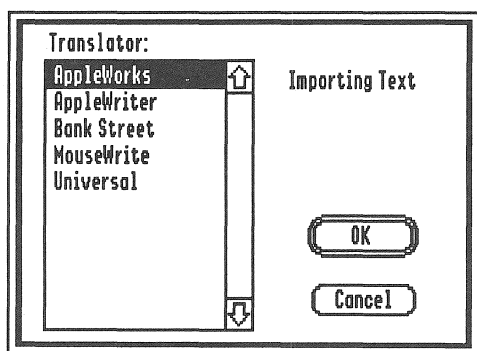 Translator:
AppleWorks
AppleWriter
Bank Street
MouseWrite
Universal
Importing Text
OK
Cancel